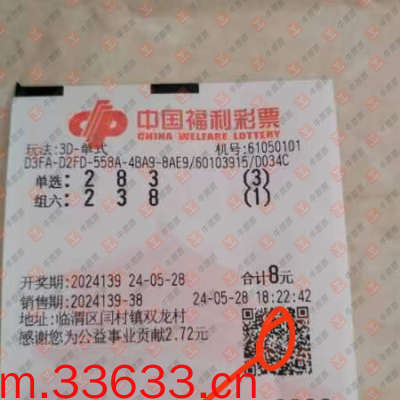 中国福利彩票
CHINA WELFARE LOTTERY
玩法:3D-单式 机号:61050101
D3FA-D2FD-558A-4BA9-8AE9/60103915/D034C
单选:2 8 3 (3)
组六:2 3 8 (1)
开奖期:2024139 24-05-28 合计8元
销售期:2024139-38 24-05-28 18:22:42
地址:临渭区闫村镇双龙村
感谢您为公益事业贡献2.72元
m.33633.cn